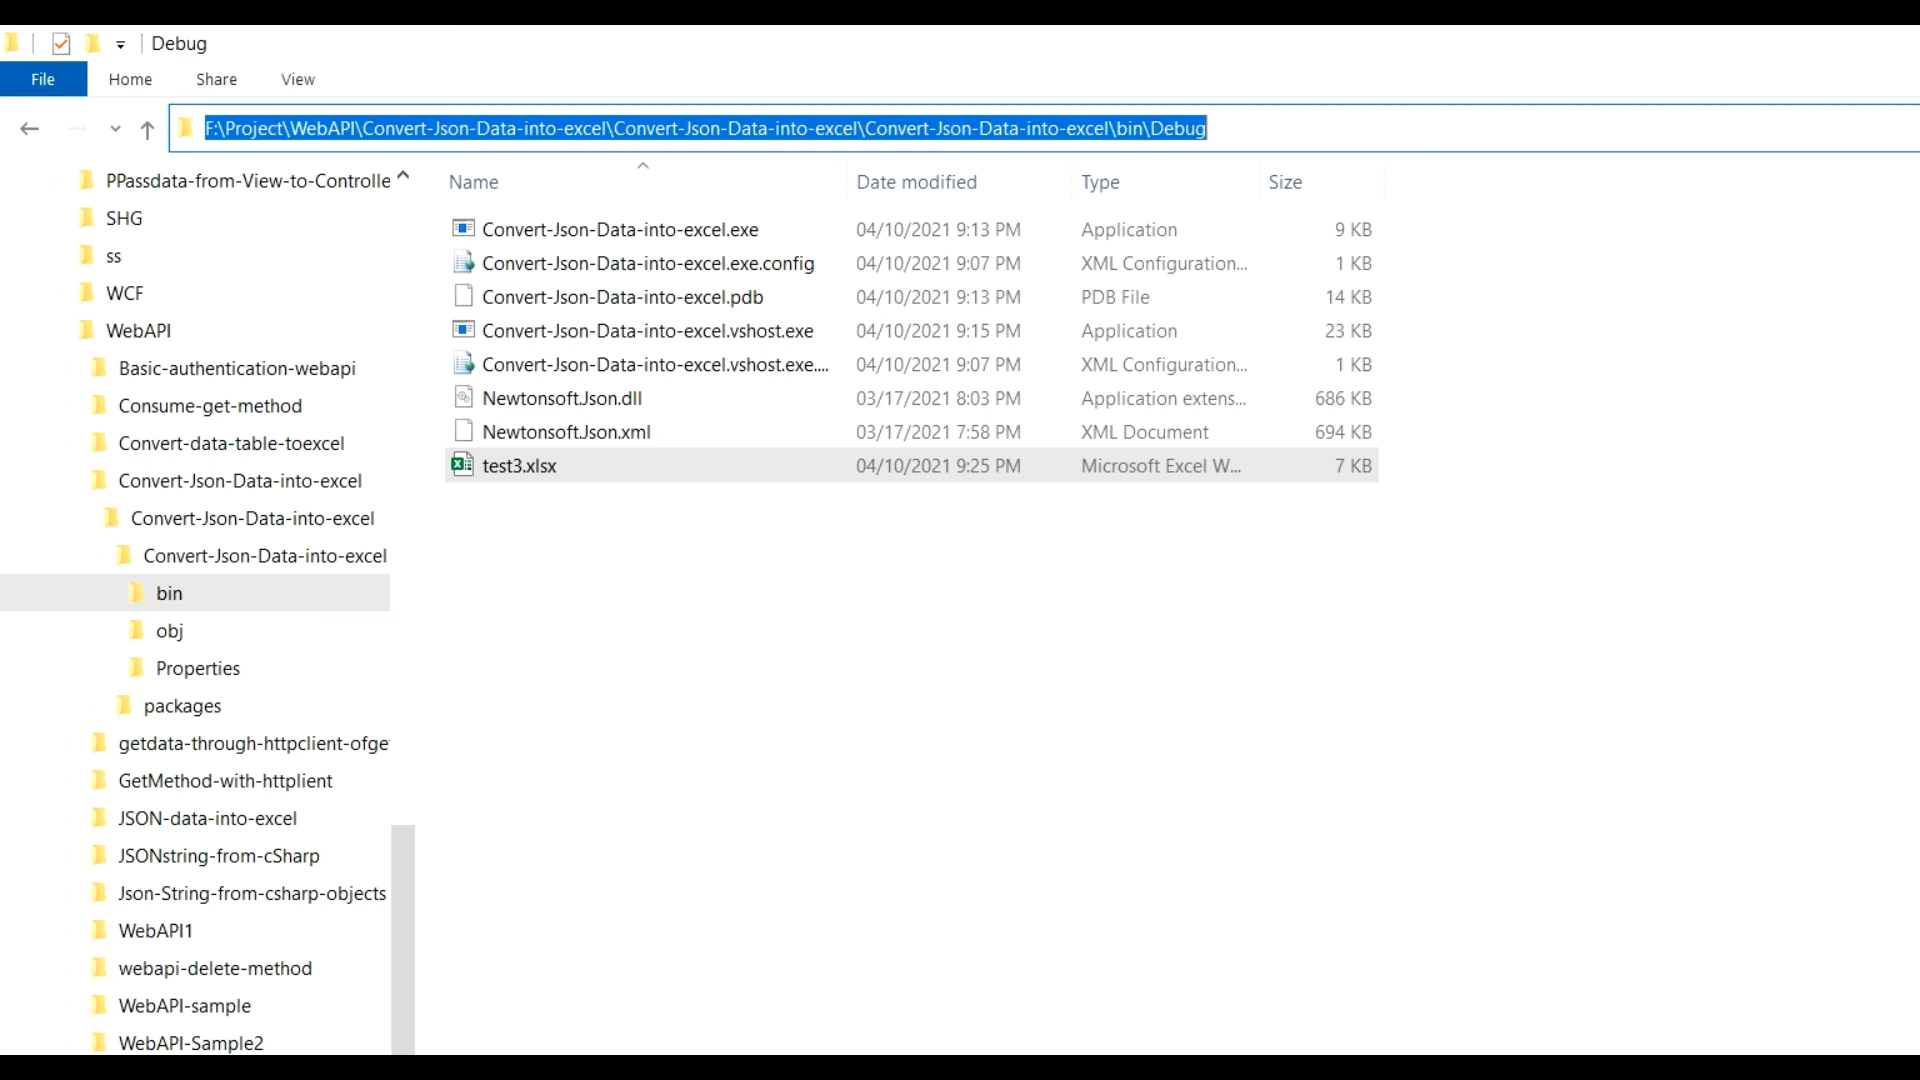 Debug
File Home Share View
F:\Project\WebAPI\Convert-Json-Data-into-excel\Convert-Json-Data-into-excel\Convert-Json-Data-into-excel\bin\Debug
PPassdata-from-View-to-Controlle
SHG
ss
WCF
WebAPI
Basic-authentication-webapi
Consume-get-method
Convert-data-table-toexcel
Convert-Json-Data-into-excel
Convert-Json-Data-into-excel
Convert-Json-Data-into-excel
bin
obj
Properties
packages
getdata-through-httpclient-ofge
GetMethod-with-httplient
JSON-data-into-excel
JSONstring-from-cSharp
Json-String-from-csharp-objects
WebAPI1
webapi-delete-method
WebAPI-sample
WebAPI-Sample2
Name Date modified Type Size
Convert-Json-Data-into-excel.exe 04/10/2021 9:13 PM Application 9 KB
Convert-Json-Data-into-excel.exe.config 04/10/2021 9:07 PM XML Configuration... 1 KB
Convert-Json-Data-into-excel.pdb 04/10/2021 9:13 PM PDB File 14 KB
Convert-Json-Data-into-excel.vshost.exe 04/10/2021 9:15 PM Application 23 KB
Convert-Json-Data-into-excel.vshost.exe.... 04/10/2021 9:07 PM XML Configuration... 1 KB
Newtonsoft.Json.dll 03/17/2021 8:03 PM Application extens... 686 KB
Newtonsoft.Json.xml 03/17/2021 7:58 PM XML Document 694 KB
test3.xlsx 04/10/2021 9:25 PM Microsoft Excel W... 7 KB